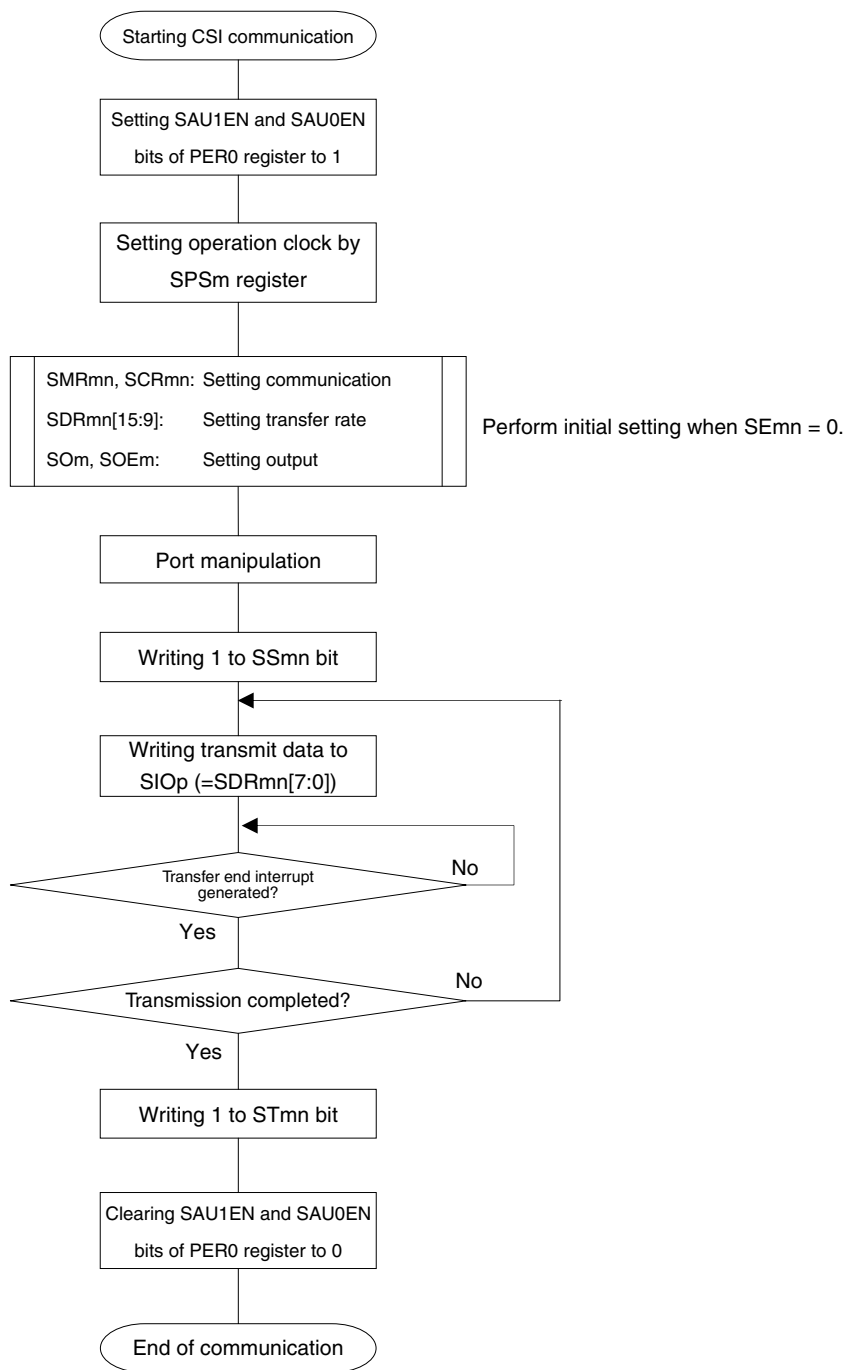 Starting CSI communication
Setting SAU1EN and SAU0EN
bits of PER0 register to 1
Setting operation clock by
SPSm register
SMRmn, SCRmn: Setting communication
SDRmn[15:9]: Setting transfer rate
SOm, SOEm: Setting output
Perform initial setting when SEmn = 0.
Port manipulation
Writing 1 to SSmn bit
Writing transmit data to
SIOp (=SDRmn[7:0])
Transfer end interrupt
generated?
No
Yes
Transmission completed?
No
Yes
Writing 1 to STmn bit
Clearing SAU1EN and SAU0EN
bits of PER0 register to 0
End of communication